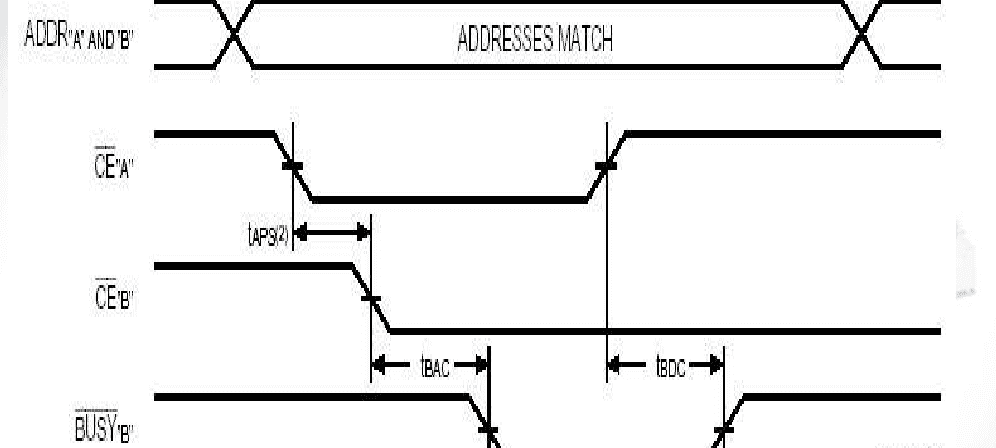 ADDR"A" AND "B" ADDRESSES MATCH
CE"A"
tAPS(2)
CE"B"
tBAC tBDC
BUSY"B"